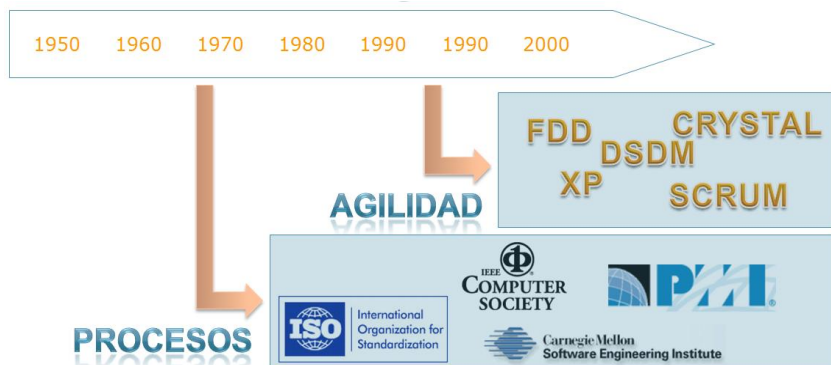 1950 1960 1970 1980 1990 1990 2000
FDD
CRYSTAL
DSDM
XP
SCRUM
AGILIDAD
IEEE
COMPUTER
SOCIETY
PMI
ISO
International
Organization for
Standardization
Carnegie Mellon
Software Engineering Institute
PROCESOS